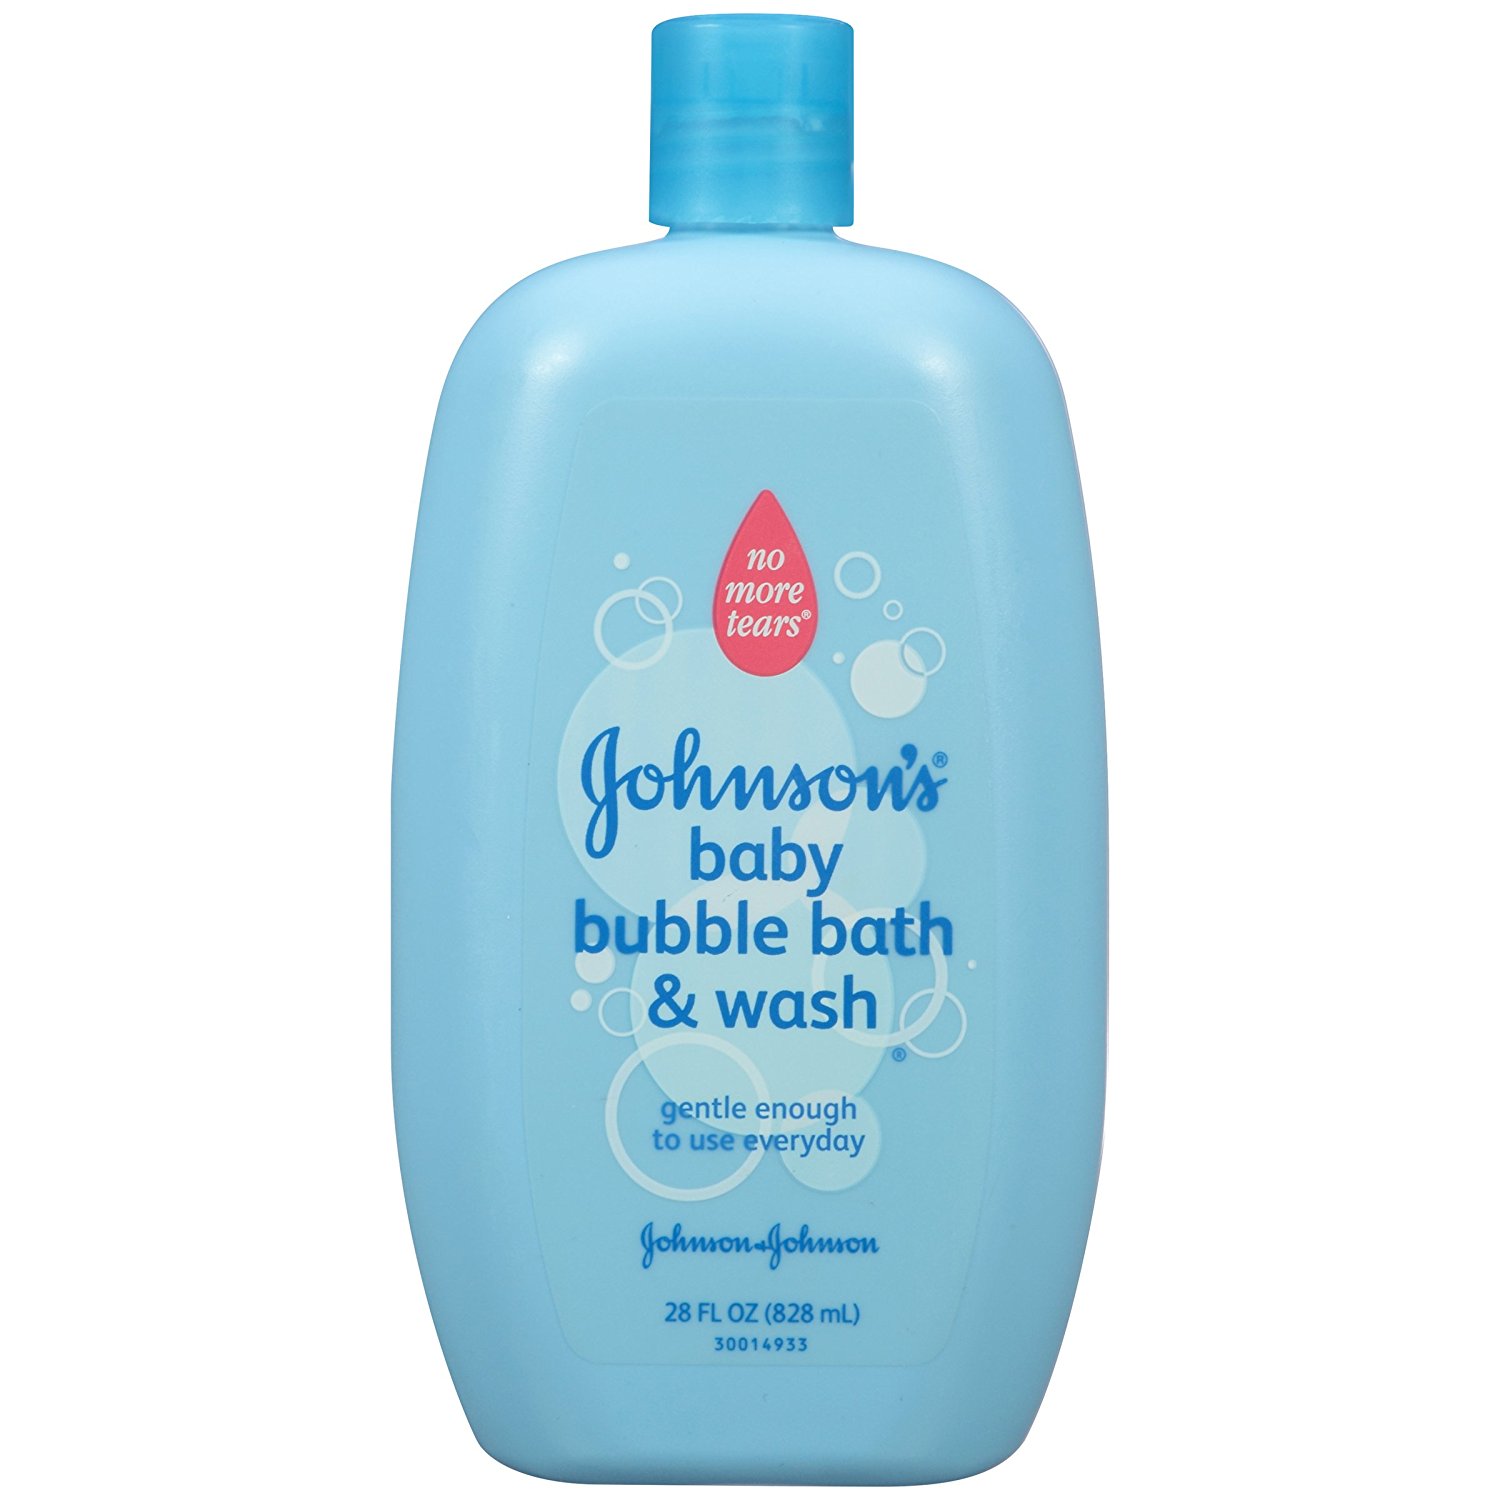 no
more
tears®
Johnson's®
baby
bubble bath
& wash
®
gentle enough
to use everyday
Johnson+Johnson
28 FL OZ (828 mL)
30014933